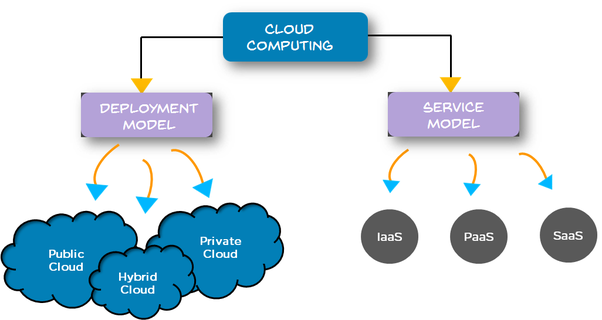 CLOUD
COMPUTING
DEPLOYMENT
MODEL
SERVICE
MODEL
Public
Cloud
Hybrid
Cloud
Private
Cloud
IaaS
PaaS
SaaS